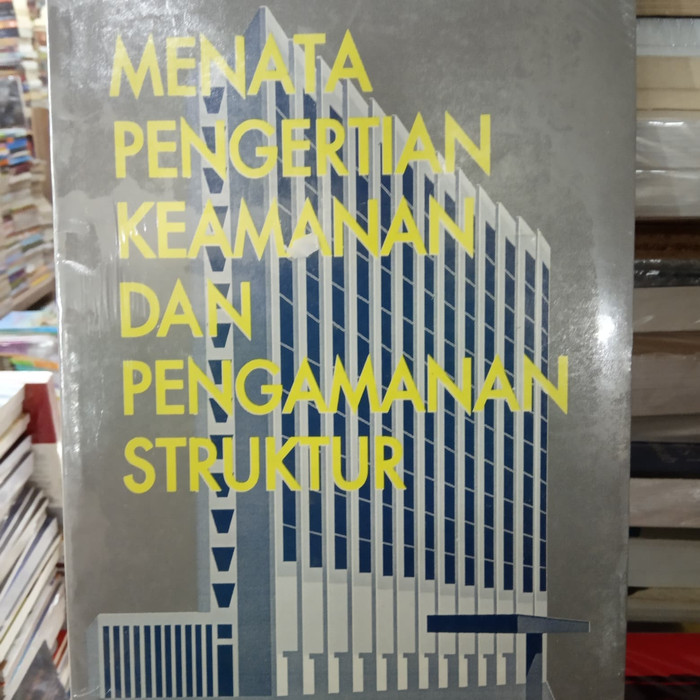 MENATA
PENGERTIAN
KEAMANAN
DAN
PENGAMANAN
STRUKTUR